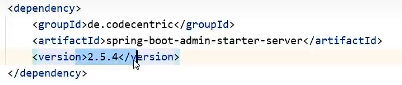 <dependency>
<groupId>de.codecentric</groupId>
<artifactId>spring-boot-admin-starter-server</artifactId>
<version>2.5.4</version>
</dependency>